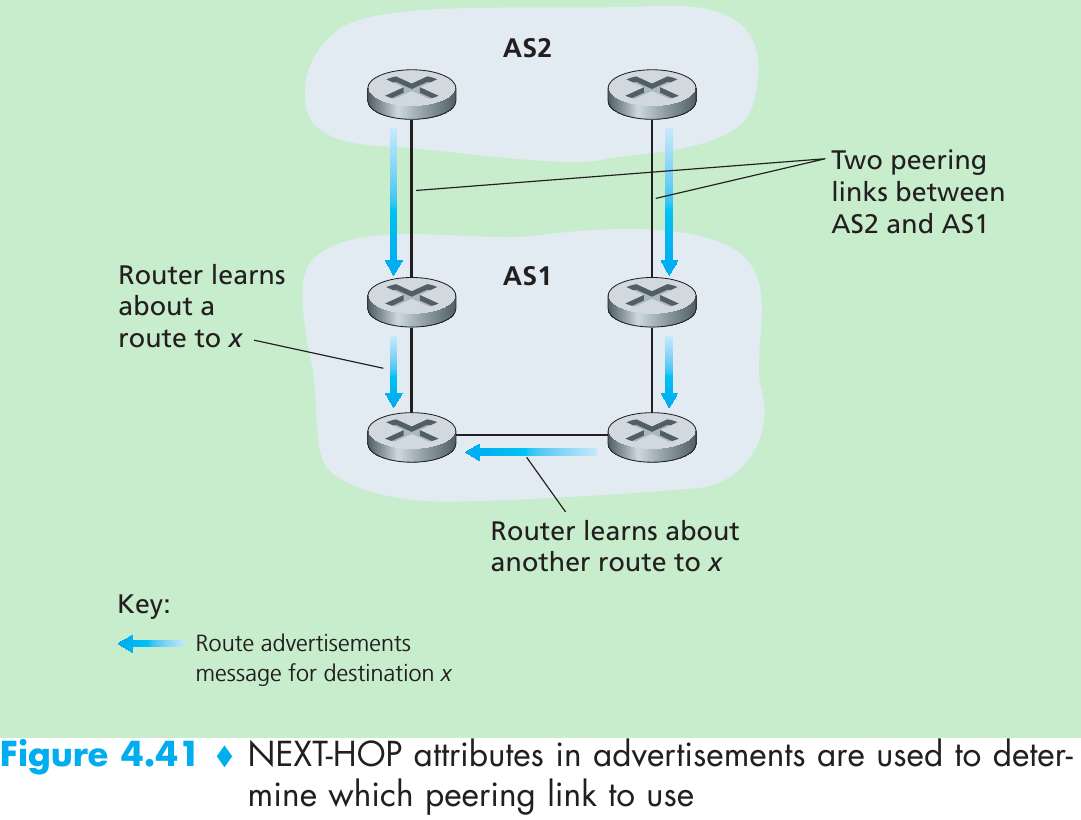 AS2
Two peering
links between
AS2 and AS1
AS1
Router learns
about a
route to x
Router learns about
another route to x
Key:
Route advertisements
message for destination x
Figure 4.41 ♦ NEXT-HOP attributes in advertisements are used to deter-
mine which peering link to use